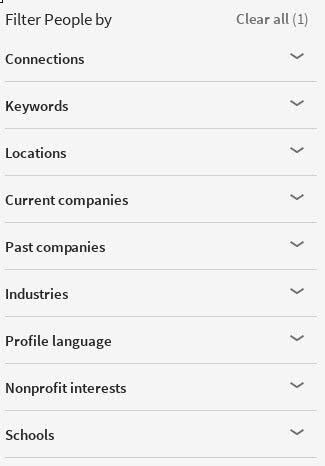 Filter People by Clear all (1)
Connections
Keywords
Locations
Current companies
Past companies
Industries
Profile language
Nonprofit interests
Schools